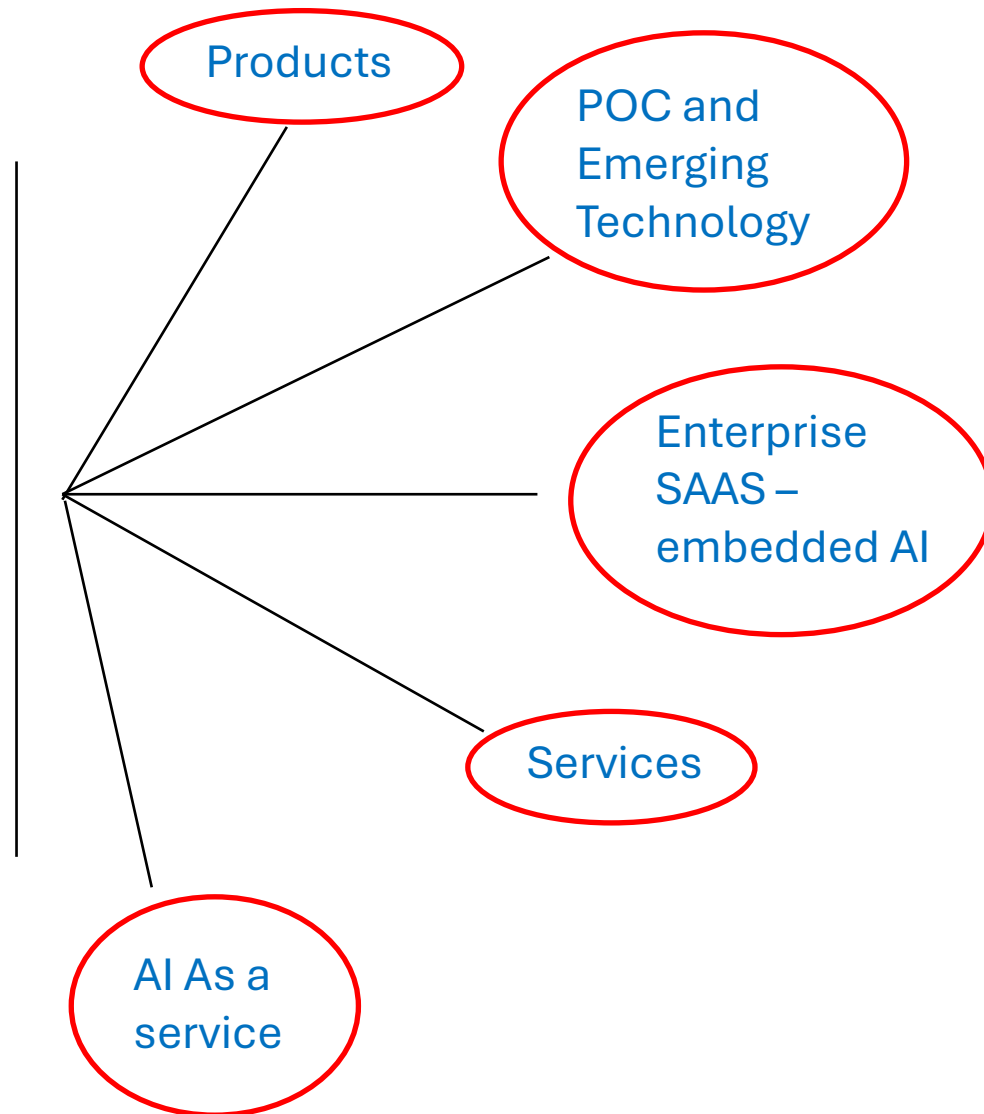 Products
POC and
Emerging
Technology
Enterprise
SAAS –
embedded AI
Services
AI As a
service